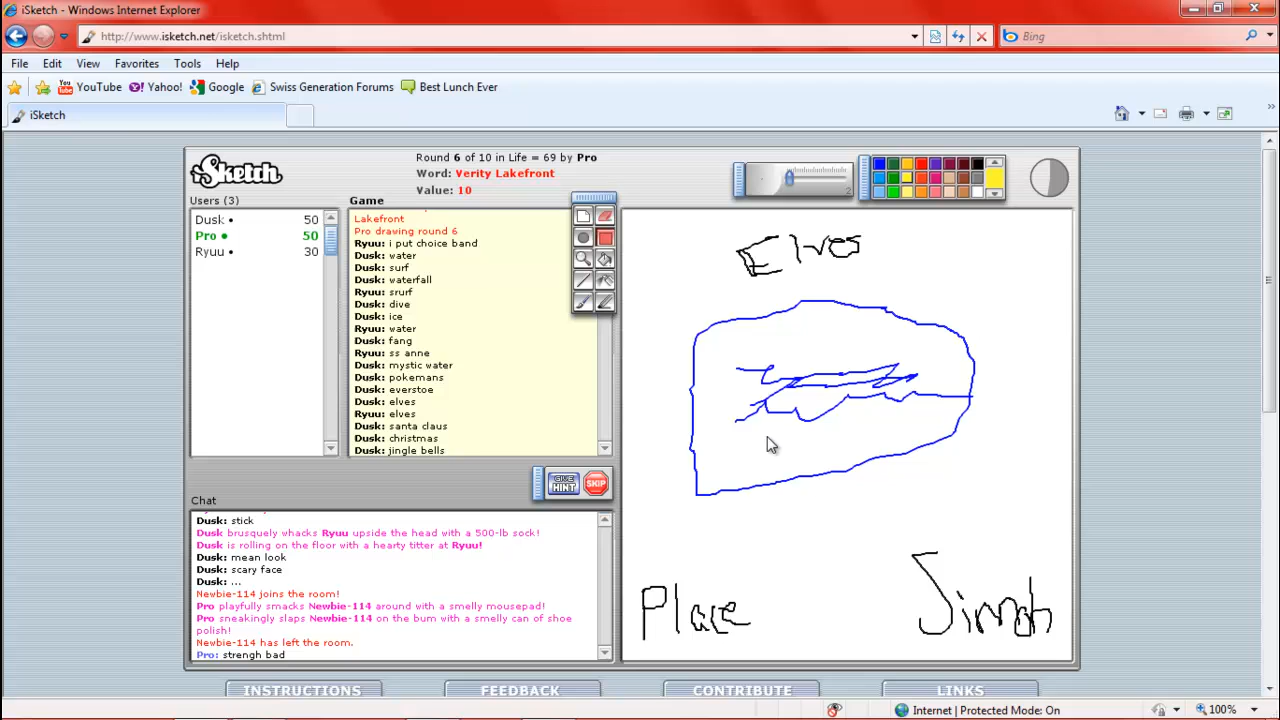 iSketch - Windows Internet Explorer
http://www.isketch.net/isketch.shtml
Bing
File Edit View Favorites Tools Help
YouTube Yahoo! Google Swiss Generation Forums Best Lunch Ever
iSketch
iSketch
Round 6 of 10 in Life = 69 by Pro
Word: Verity Lakefront
Value: 10
2
Users (3)
Dusk • 50
Pro • 50
Ryuu • 30
Game
Lakefront
Pro drawing round 6
Ryuu: i put choice band
Dusk: water
Dusk: surf
Dusk: waterfall
Ryuu: srurf
Dusk: dive
Dusk: ice
Ryuu: water
Dusk: fang
Ryuu: ss anne
Dusk: mystic water
Dusk: pokemans
Dusk: everstoe
Dusk: elves
Ryuu: elves
Dusk: santa claus
Dusk: christmas
Dusk: jingle bells
GIVE HINT SKIP
Chat
Dusk: stick
Dusk brusquely whacks Ryuu upside the head with a 500-lb sock!
Dusk is rolling on the floor with a hearty titter at Ryuu!
Dusk: mean look
Dusk: scary face
Dusk: ...
Newbie-114 joins the room!
Pro playfully smacks Newbie-114 around with a smelly mousepad!
Pro sneakingly slaps Newbie-114 on the bum with a smelly can of shoe
polish!
Newbie-114 has left the room.
Pro: strengh bad
Elves
Place
INSTRUCTIONS FEEDBACK CONTRIBUTE LINKS
Internet | Protected Mode: On
100%